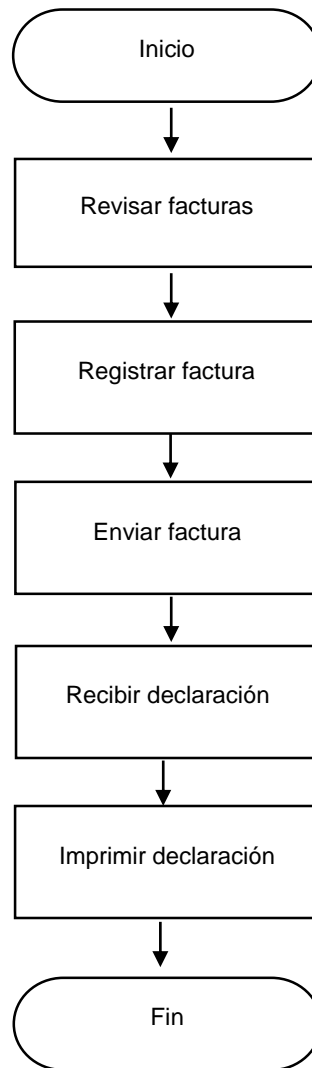 Inicio
Revisar facturas
Registrar factura
Enviar factura
Recibir declaración
Imprimir declaración
Fin